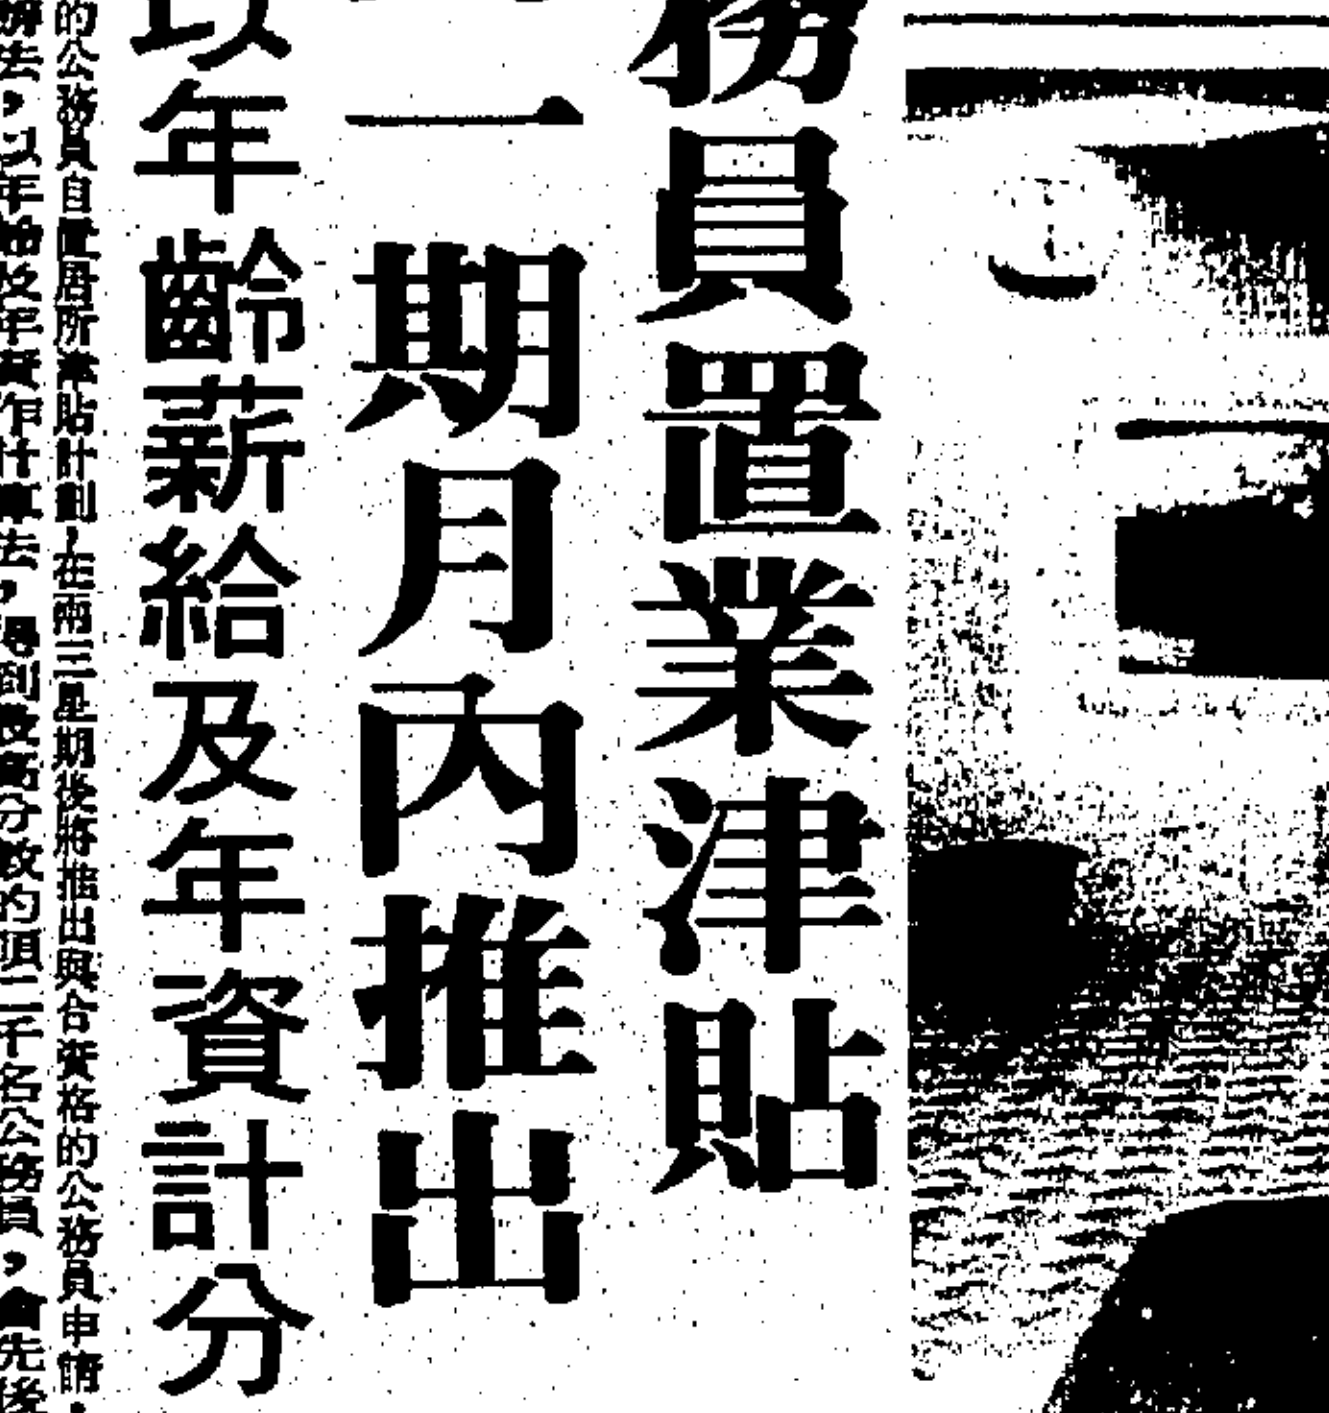 務員置業津貼
一期月內推出
以年齡薪給及年資計分
的公務員自置居所津貼計劃，在兩三星期後將推出與合資格的公務員申請。
辦法，以年齡及年資作計算法，得到較高分數的頭二千名公務員，會先後